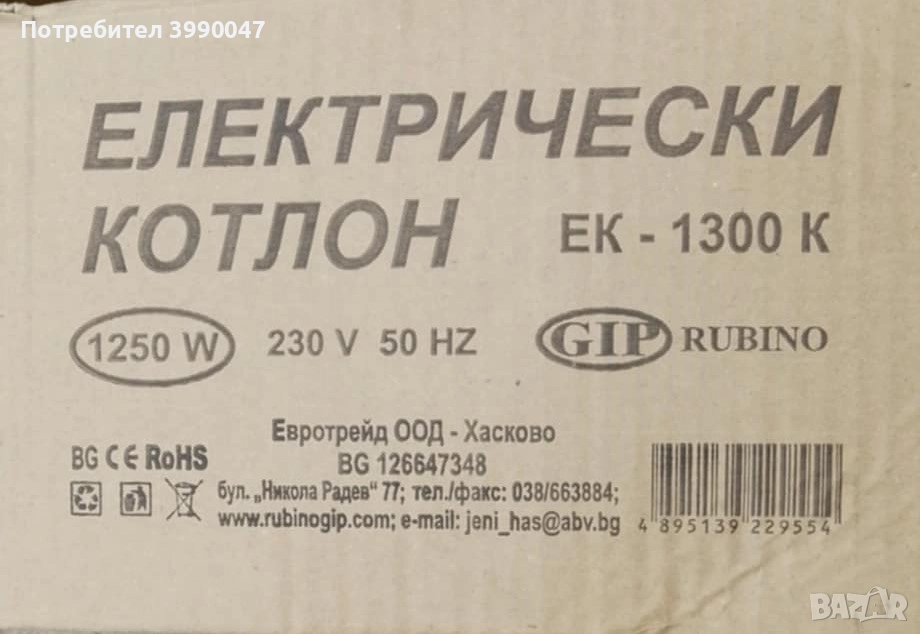 Потребител 3990047
ЕЛЕКТРИЧЕСКИ
КОТЛОН EK - 1300 K
1250 W 230 V 50 HZ GIP RUBINO
Евротрейд ООД - Хасково
BG CE RoHS BG 126647348
бул. „Никола Радев" 77; тел./факс: 038/663884;
www.rubinogip.com; e-mail: jeni_has@abv.bg
4 895139 229554
BAZAR